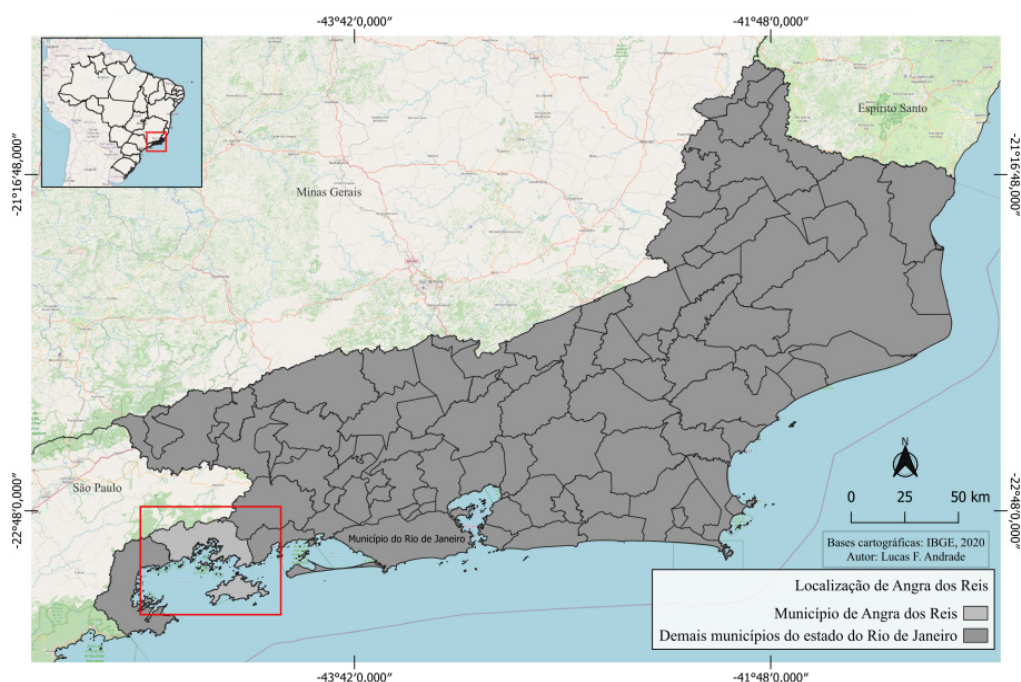 -43°42'0,000"
-41°48'0,000"
Espírito Santo
-21°16'48,000"
-21°16'48,000"
Minas Gerais
São Paulo
-22°48'0,000"
-22°48'0,000"
N
0 25 50 km
Município do Rio de Janeiro
Bases cartográficas: IBGE, 2020
Autor: Lucas F. Andrade
Localização de Angra dos Reis
Município de Angra dos Reis
Demais municípios do estado do Rio de Janeiro
-43°42'0,000"
-41°48'0,000"